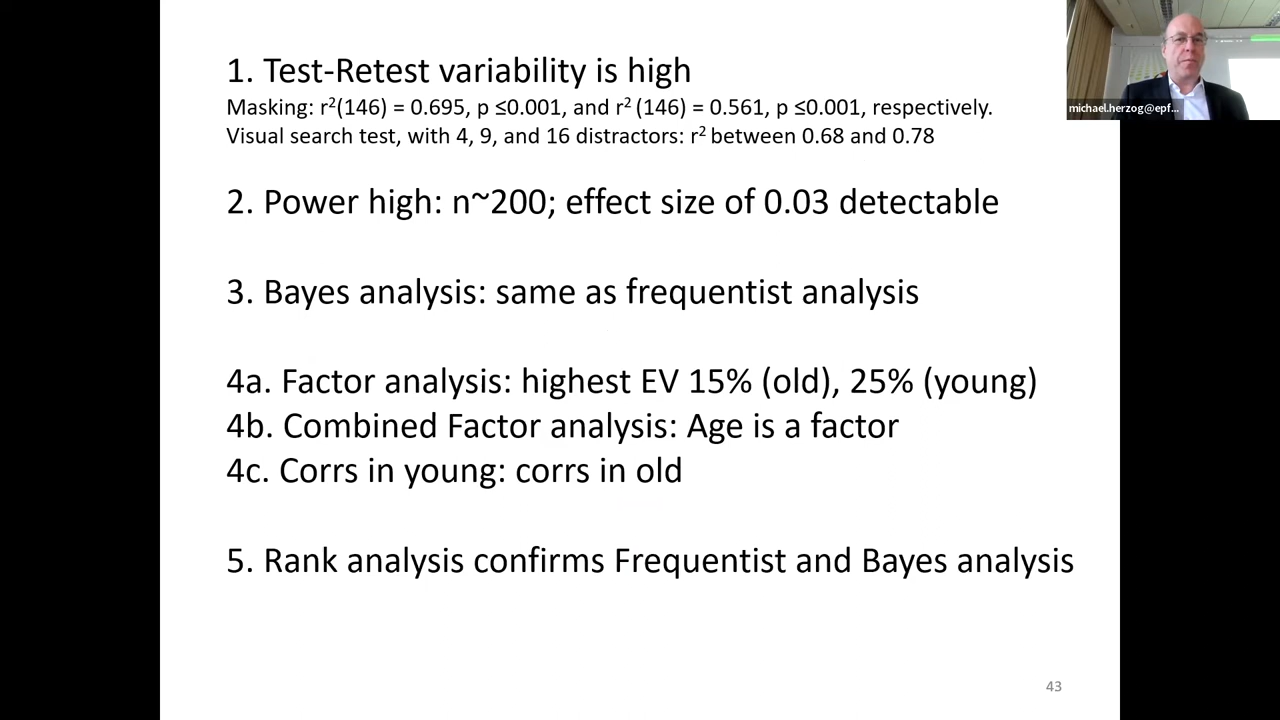 1. Test-Retest variability is high
Masking: r²(146) = 0.695, p ≤0.001, and r² (146) = 0.561, p ≤0.001, respectively.
Visual search test, with 4, 9, and 16 distractors: r² between 0.68 and 0.78
2. Power high: n~200; effect size of 0.03 detectable
3. Bayes analysis: same as frequentist analysis
4a. Factor analysis: highest EV 15% (old), 25% (young)
4b. Combined Factor analysis: Age is a factor
4c. Corrs in young: corrs in old
5. Rank analysis confirms Frequentist and Bayes analysis
43
michael.herzog@epf...